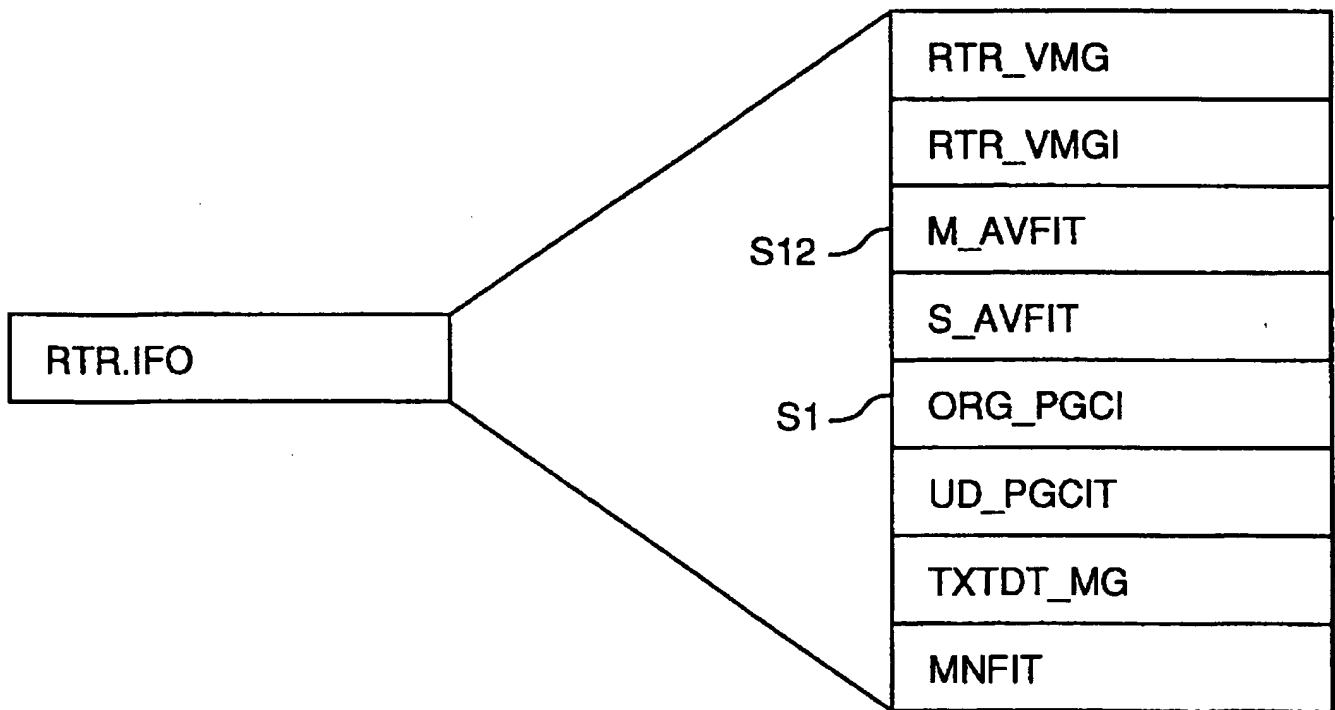 RTR.IFO
RTR_VMG
RTR_VMGI
S12
M_AVFIT
S_AVFIT
S1
ORG_PGCI
UD_PGCIT
TXTDT_MG
MNFIT